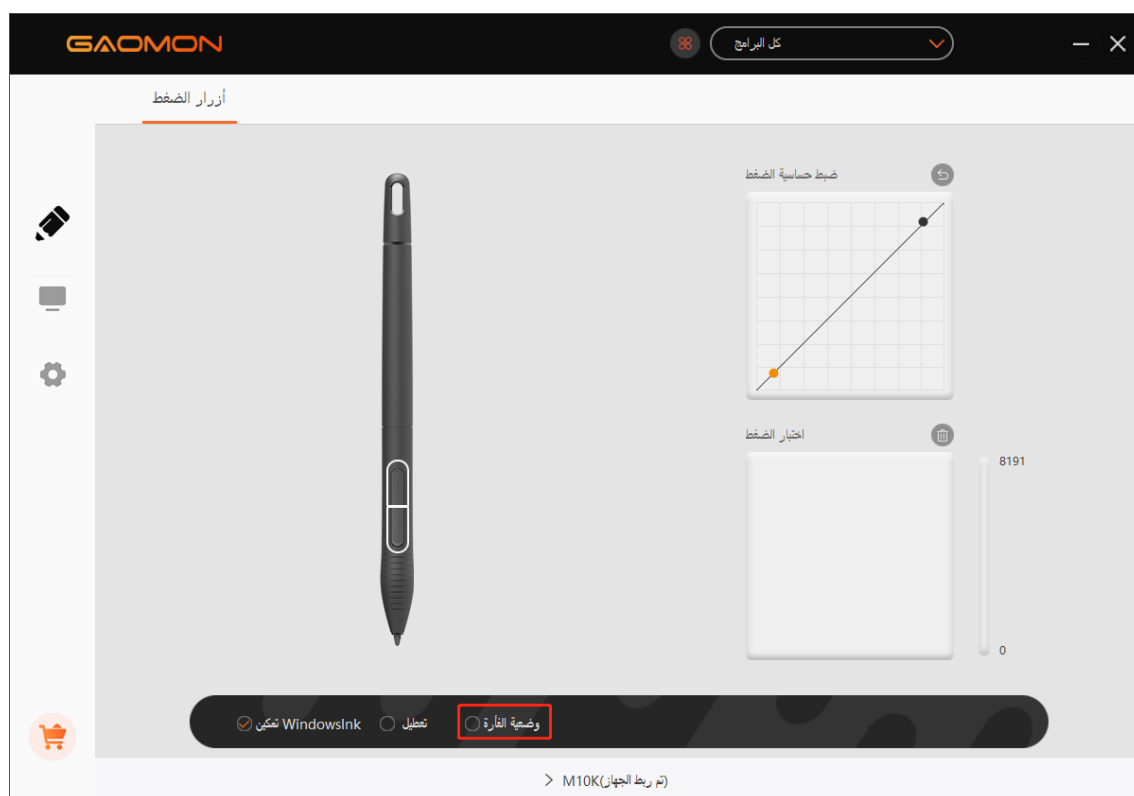 GAOMON
كل البرامج
أزرار الضغط
ضبط حساسية الضغط
اختبار الضغط
8191
0
تمكين WindowsInk
تعطيل
وضعية الفأرة
M10K(تم ربط الجهاز)